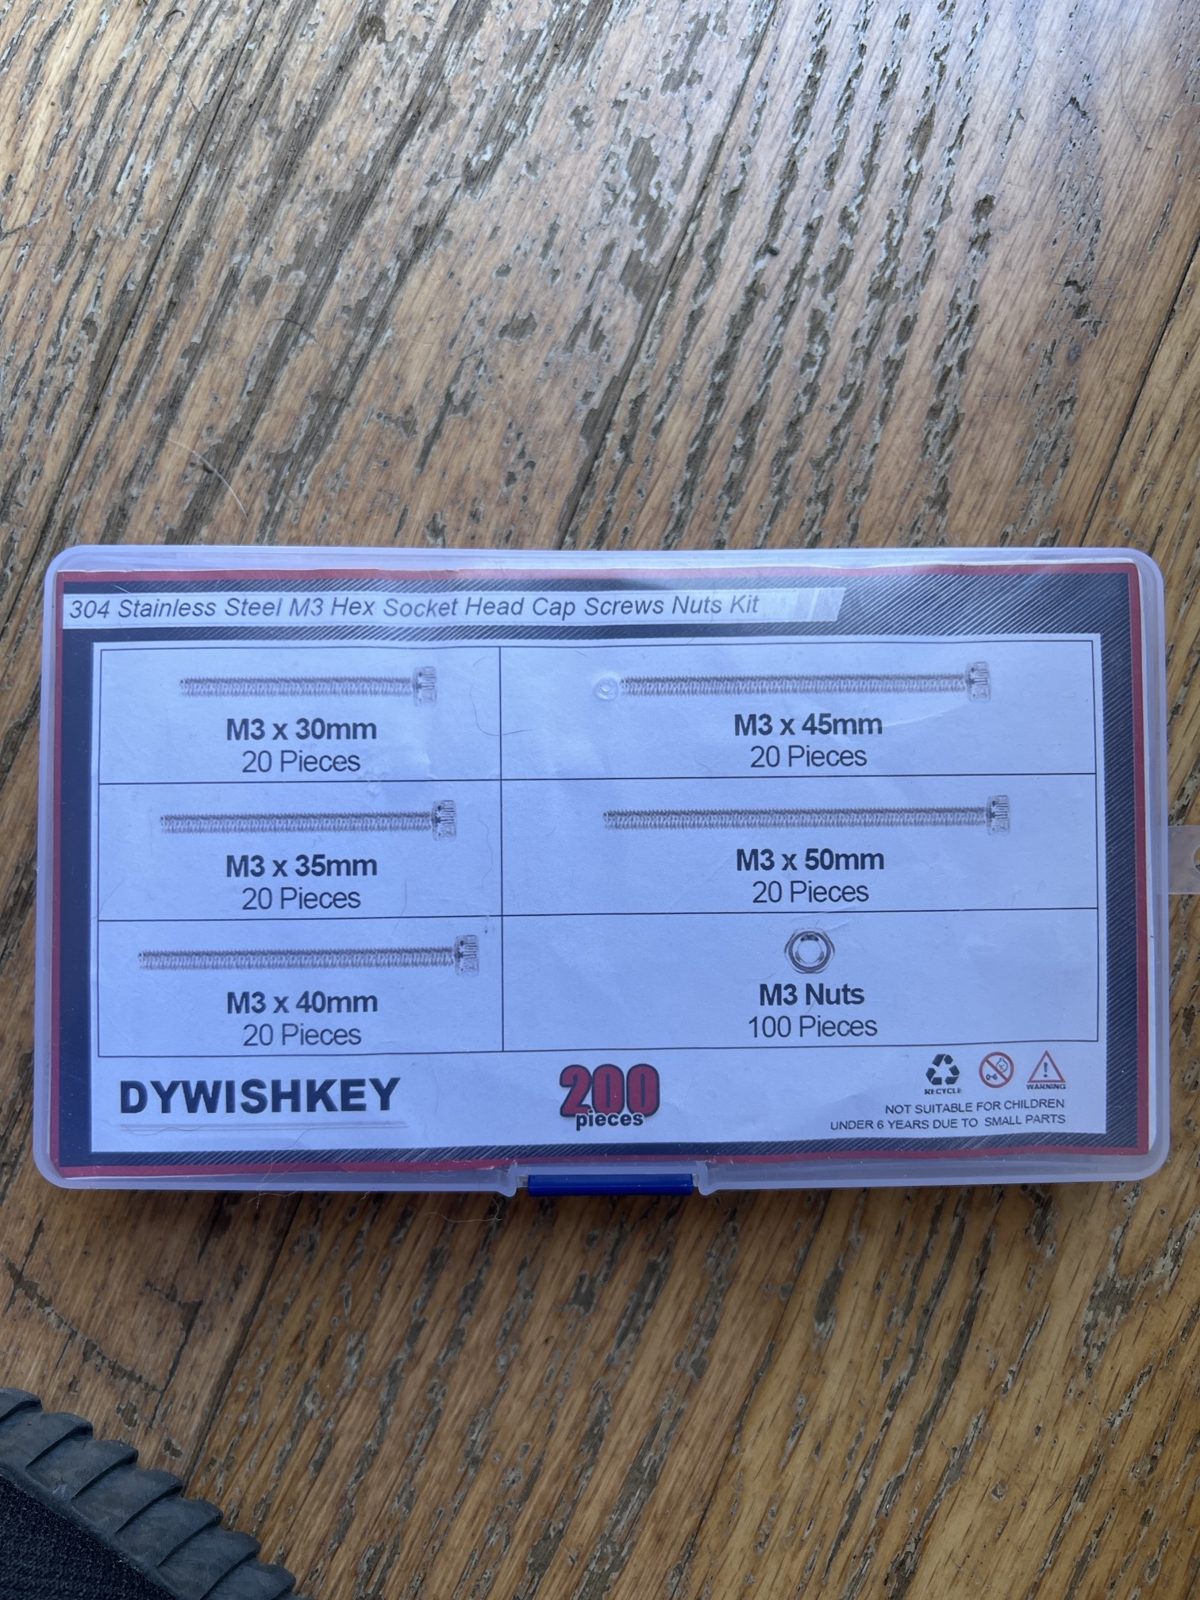 304 Stainless Steel M3 Hex Socket Head Cap Screws Nuts Kit
M3 x 30mm
20 Pieces
M3 x 45mm
20 Pieces
M3 x 35mm
20 Pieces
M3 x 50mm
20 Pieces
M3 x 40mm
20 Pieces
M3 Nuts
100 Pieces
DYWISHKEY
200
pieces
RECYCLE
WARNING
NOT SUITABLE FOR CHILDREN
UNDER 6 YEARS DUE TO SMALL PARTS